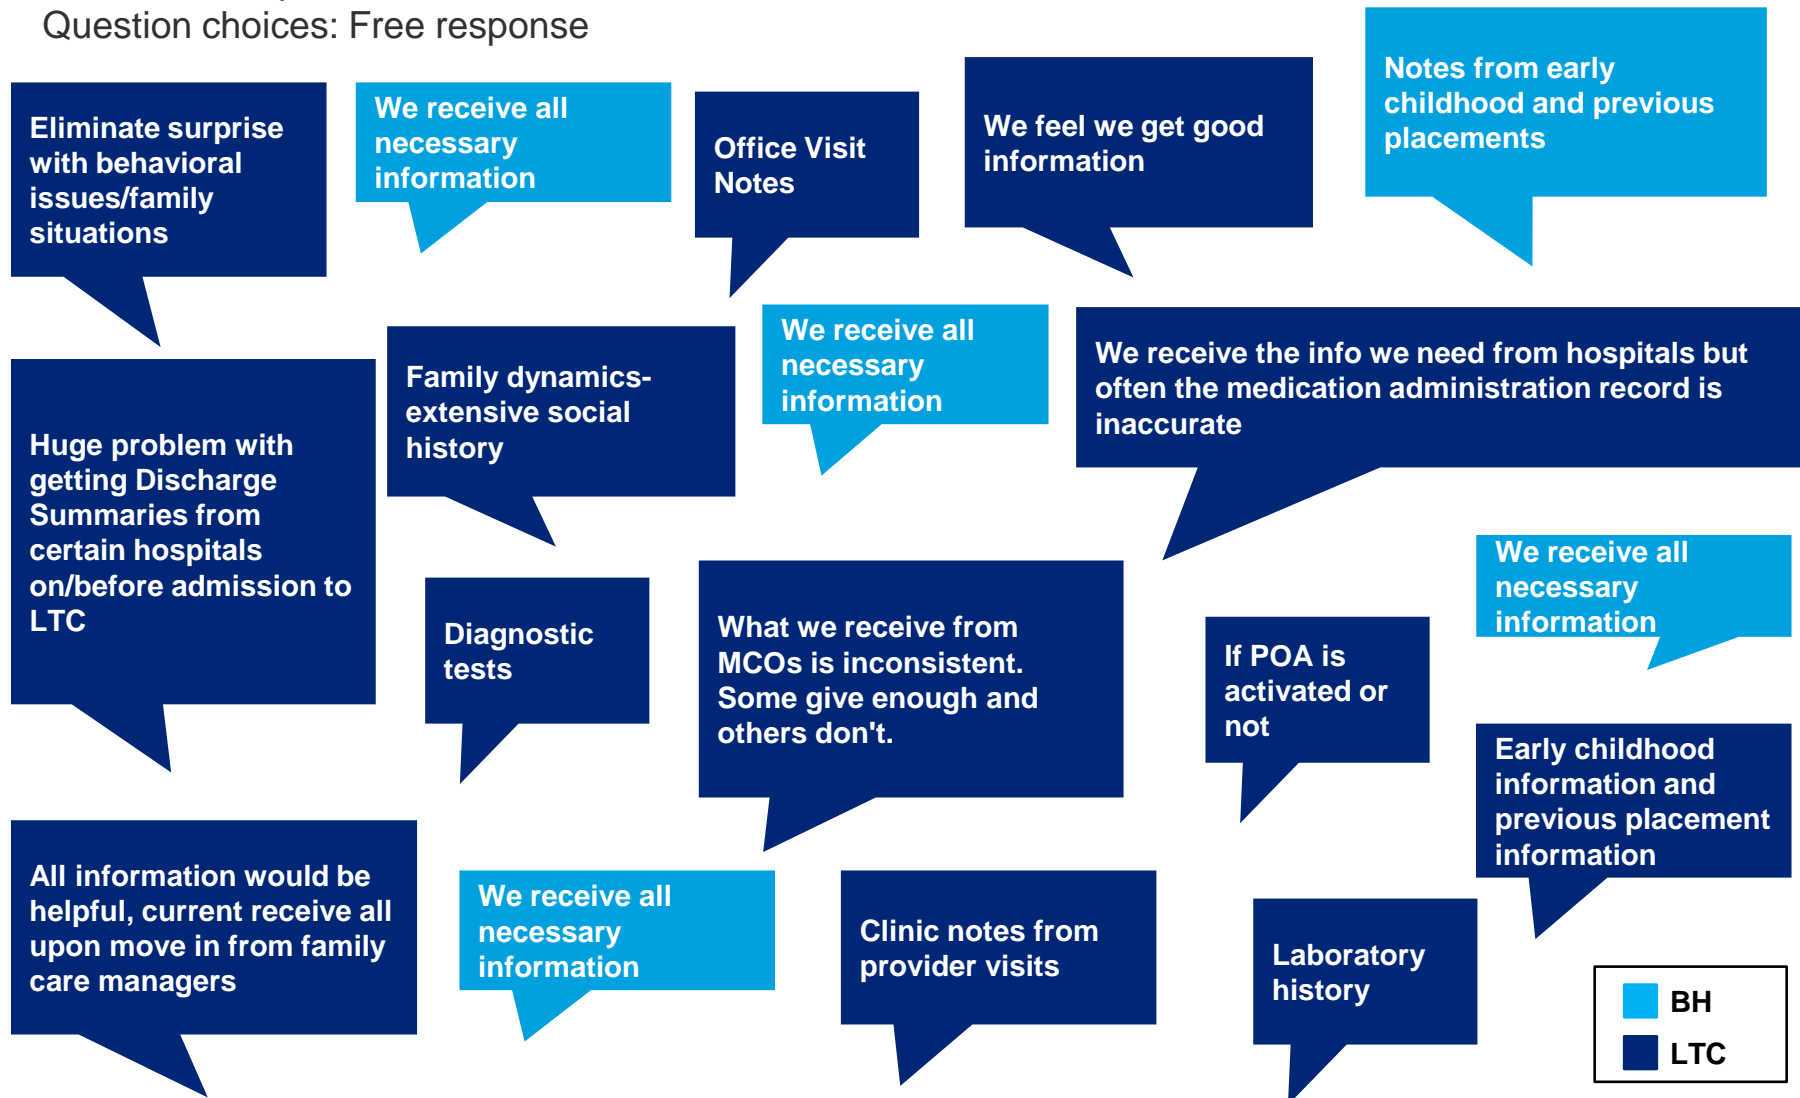 Question choices: Free response
Eliminate surprise
with behavioral
issues/family
situations
We receive all
necessary
information
Office Visit
Notes
We feel we get good
information
Notes from early
childhood and previous
placements
Huge problem with
getting Discharge
Summaries from
certain hospitals
on/before admission to
LTC
Family dynamics-
extensive social
history
We receive all
necessary
information
We receive the info we need from hospitals but
often the medication administration record is
inaccurate
Diagnostic
tests
What we receive from
MCOs is inconsistent.
Some give enough and
others don't.
If POA is
activated or
not
We receive all
necessary
information
Early childhood
information and
previous placement
information
All information would be
helpful, current receive all
upon move in from family
care managers
We receive all
necessary
information
Clinic notes from
provider visits
Laboratory
history
BH
LTC